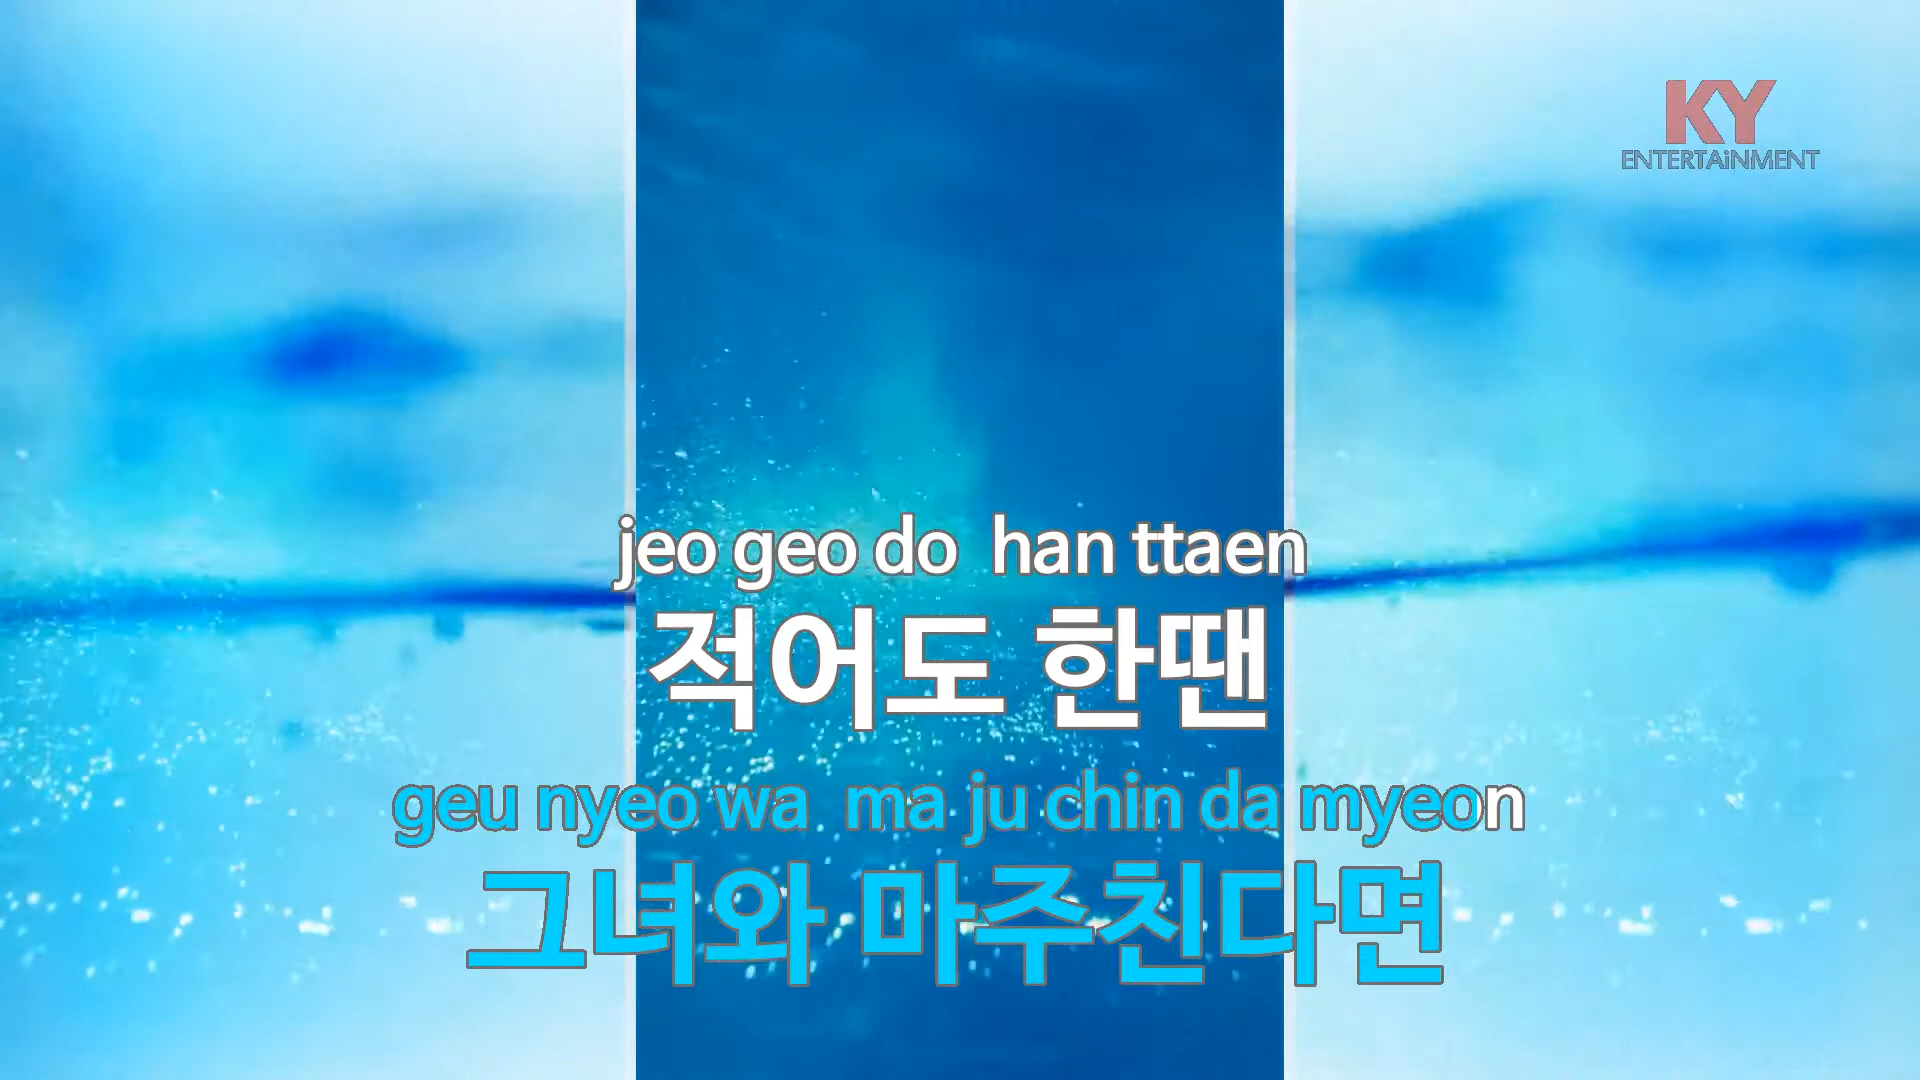 KY
ENTERTAiNMENT
jeo geo do han ttaen
적어도 한땐
geu nyeo wa ma ju chin da myeon
그녀와 마주친다면